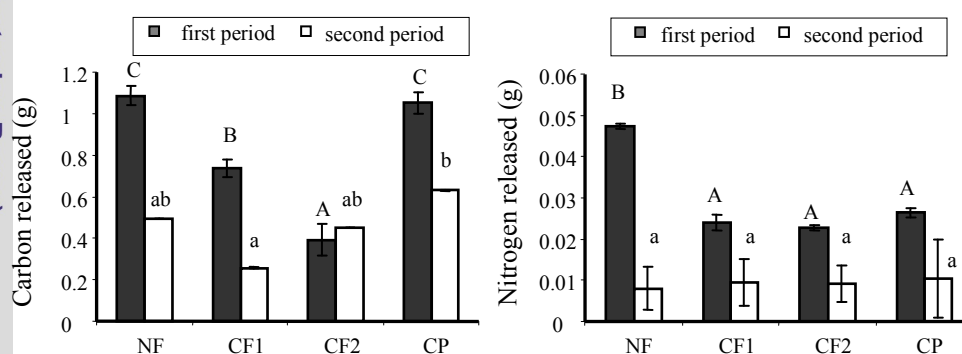 first period second period
Carbon released (g)
1.2
1
0.8
0.6
0.4
0.2
0
C
ab
B
a
A
ab
C
b
NF CF1 CF2 CP
first period second period
Nitrogen released (g)
0.06
0.05
0.04
0.03
0.02
0.01
0
B
a
A
a
A
a
A
a
NF CF1 CF2 CP